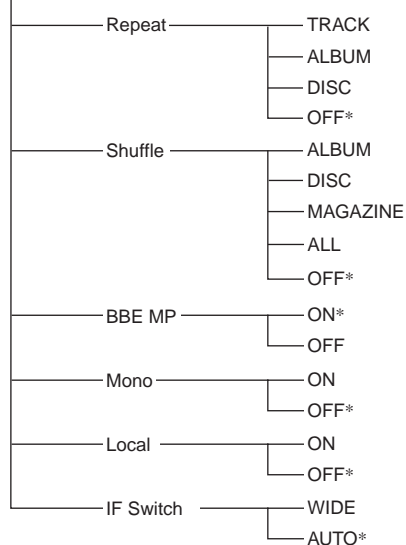 Repeat TRACK
ALBUM
DISC
OFF*
Shuffle ALBUM
DISC
MAGAZINE
ALL
OFF*
BBE MP ON*
OFF
Mono ON
OFF*
Local ON
OFF*
IF Switch WIDE
AUTO*